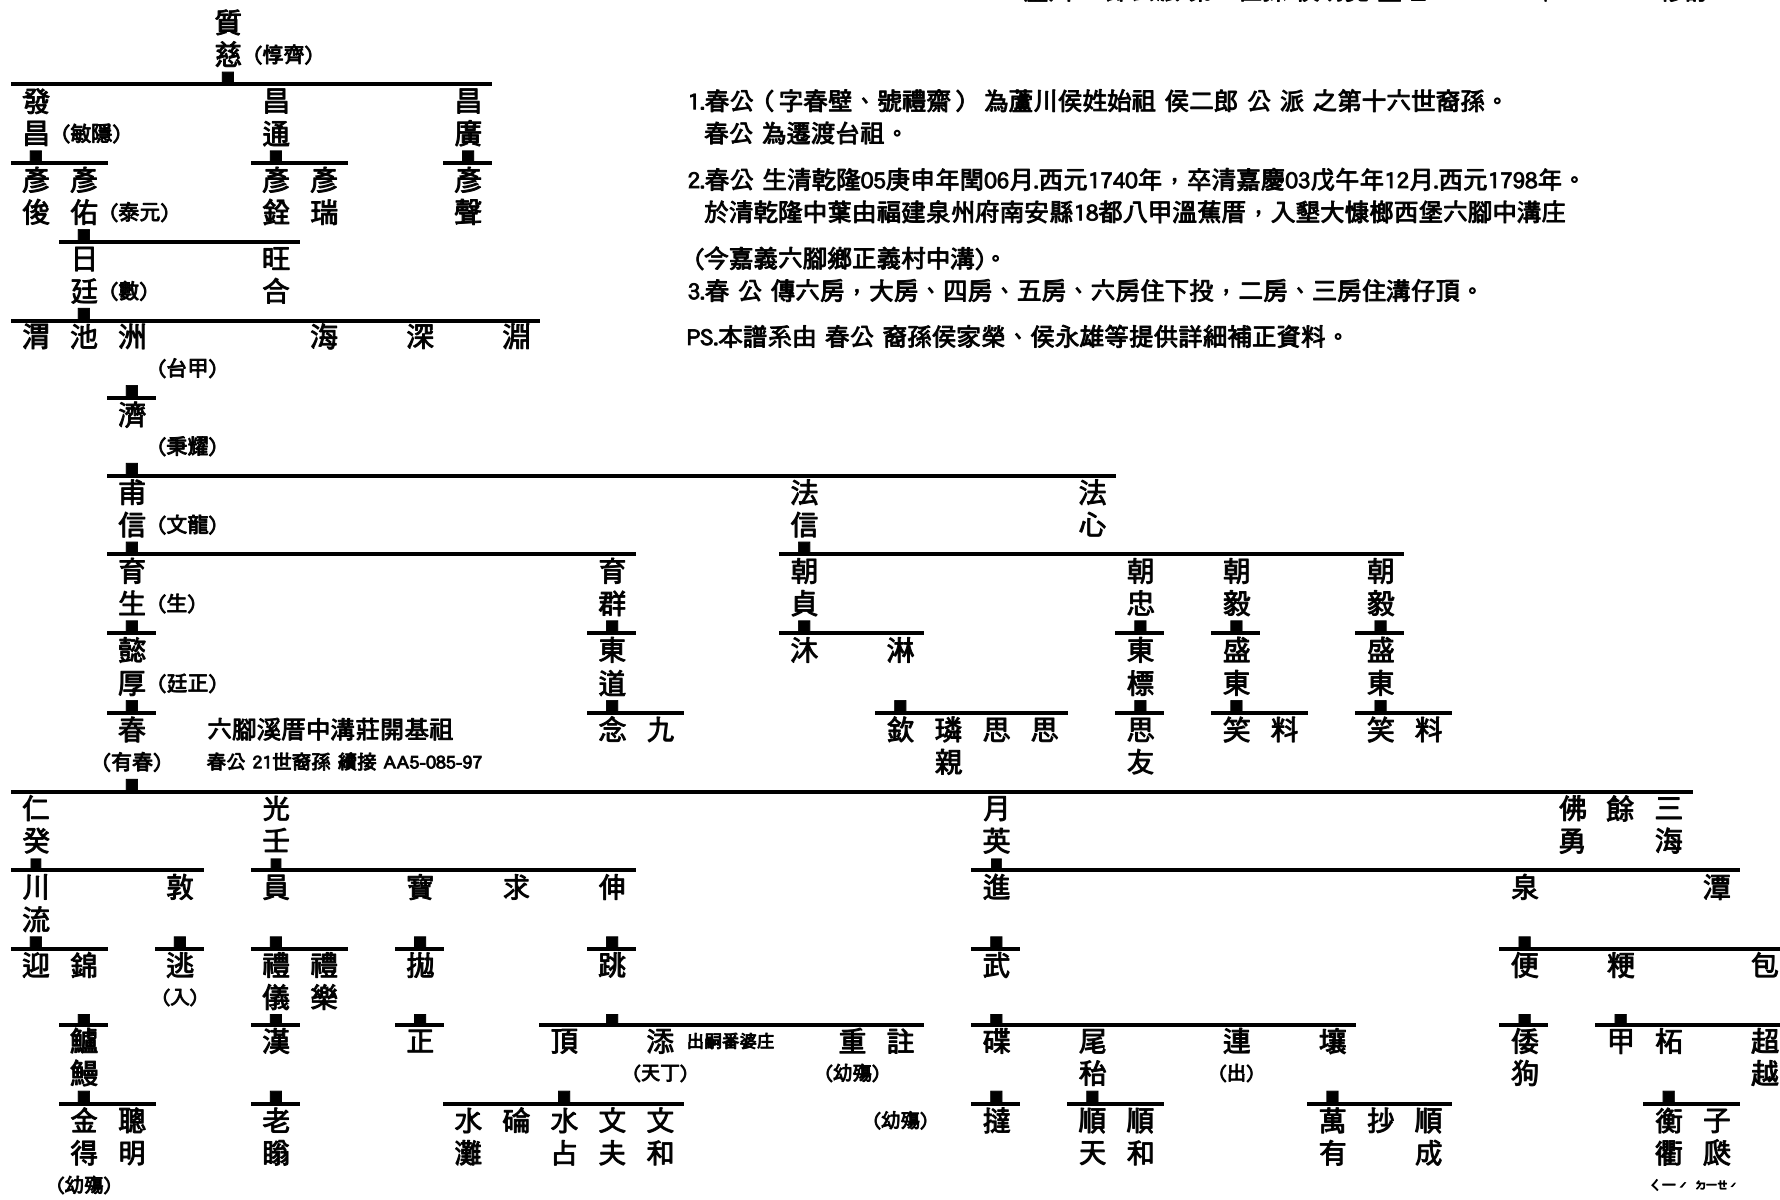 質慈 (惇齊)
發昌 (敏隱) 昌通 昌廣
彥俊 彥佑 (泰元) 彥銓 彥瑞 彥聲
日廷 (數) 旺合
渭 池 洲 海 深 淵
(台甲)
濟
(秉耀)
1.春公（字春壁、號禮齋） 為蘆川侯姓始祖 侯二郎 公 派 之第十六世裔孫。
春公 為遷渡台祖。
2.春公 生清乾隆05庚申年閏06月.西元1740年，卒清嘉慶03戊午年12月.西元1798年。
於清乾隆中葉由福建泉州府南安縣18都八甲溫蕉厝，入墾大槺榔西堡六腳中溝庄
(今嘉義六腳鄉正義村中溝)。
3.春 公 傳六房，大房、四房、五房、六房住下投，二房、三房住溝仔頂。
PS.本譜系由 春公 裔孫侯家榮、侯永雄等提供詳細補正資料。
甫信 (文龍) 法信 法心
育生 (生) 育群 朝貞 朝忠 朝毅 朝毅
懿厚 (廷正) 東道 沐 淋 東標 盛東 盛東
春 六腳溪厝中溝莊開基祖 念 九 欽 璘親 思 思 思友 笑 料 笑 料
(有春) 春公 21世裔孫 續接 AA5-085-97
仁癸 光壬 月英 佛勇 餘 三海
川流 敦 員 寶 求 伸 進 泉 潭
迎 錦 逃 禮儀 禮樂 拋 跳 武 便 粳 包
(入)
鱸鰻 漢 正 頂 添 出嗣番婆庄 重 註 碟 尾秮 連 壤 倭狗 甲 柘 超越
(天丁) (幼殤) (出)
金得 聰明 老瞈 水灘 碖 水占 文夫 文和 (幼殤) 撻 順天 順和 萬有 抄 順成 衡衢 子瓞
(幼殤) ㄑㄧㄑˊ ㄉㄧㄝˊ